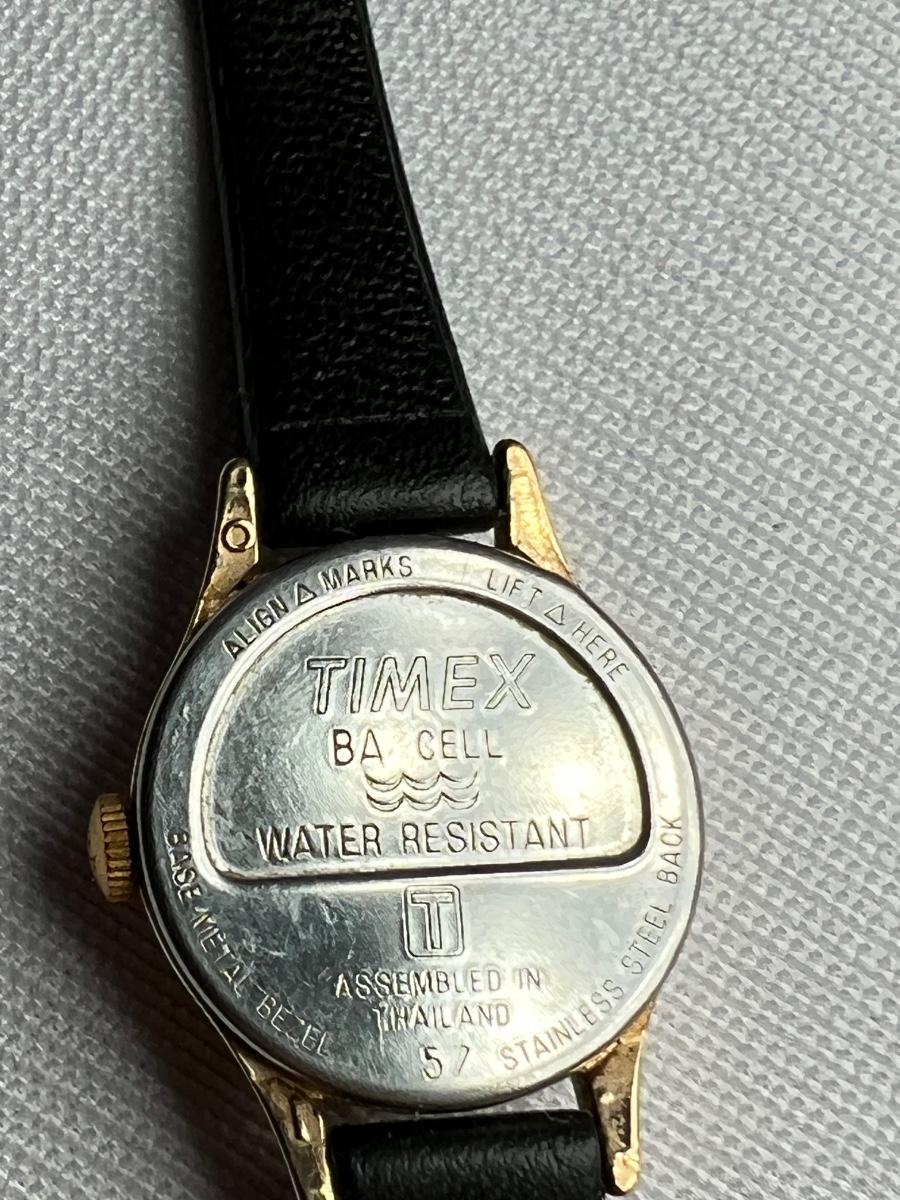 ALIGN △ MARKS
LIFT △ HERE
TIMEX
BA CELL
WATER RESISTANT
T
ASSEMBLED IN
THAILAND
57
BASE METAL BEZEL
STAINLESS STEEL BACK